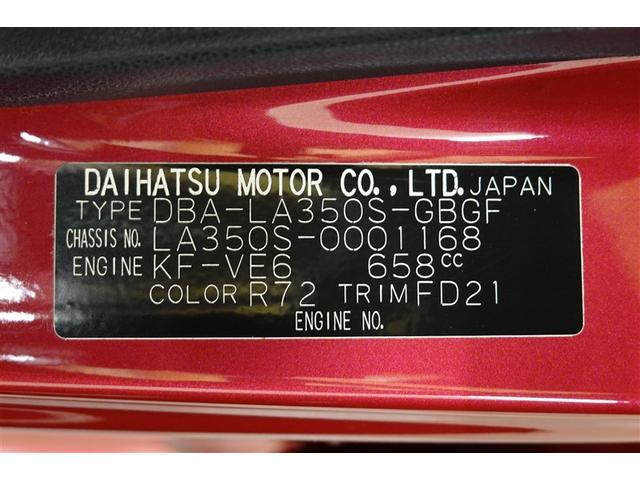 DAIHATSU MOTOR CO., LTD. JAPAN
TYPE DBA-LA350S-GBGF
CHASSIS NO. LA350S-0001168
ENGINE KF-VE6 658cc
COLOR R72 TRIM FD21
ENGINE NO.